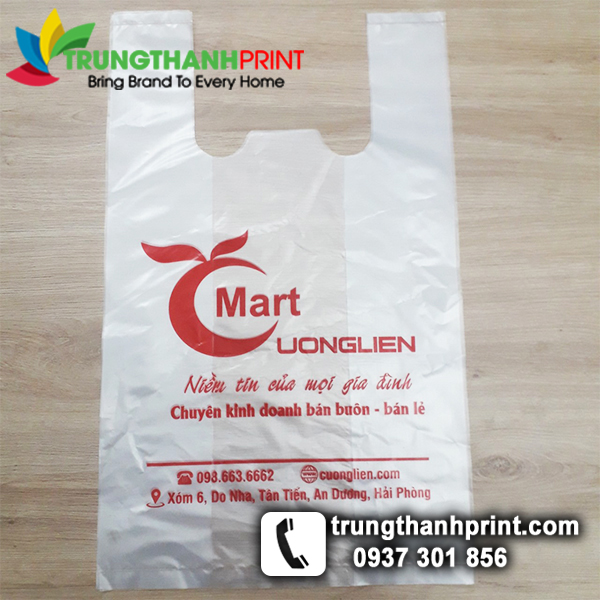 TRUNGTHANHPRINT
Bring Brand To Every Home
Mart
CUONGLIEN
Niềm tin của mọi gia đình
Chuyên kinh doanh bán buôn - bán lẻ
093.663.6662 cuonglien.com
Xóm 6, Do Nha, Tân Tiến, An Dương, Hải Phòng
trungthanhprint.com
0937 301 856